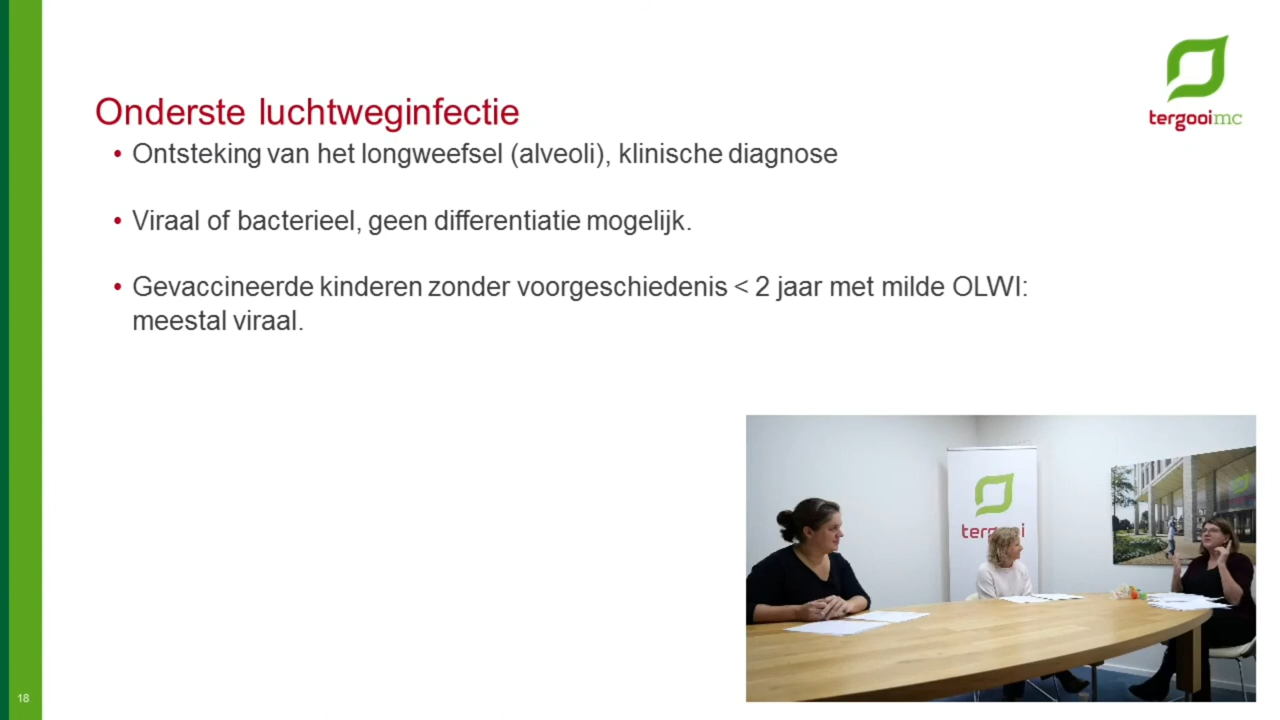 tergooimc
Onderste luchtweginfectie
• Ontsteking van het longweefsel (alveoli), klinische diagnose
• Viraal of bacterieel, geen differentiatie mogelijk.
• Gevaccineerde kinderen zonder voorgeschiedenis < 2 jaar met milde OLWI:
meestal viraal.
18